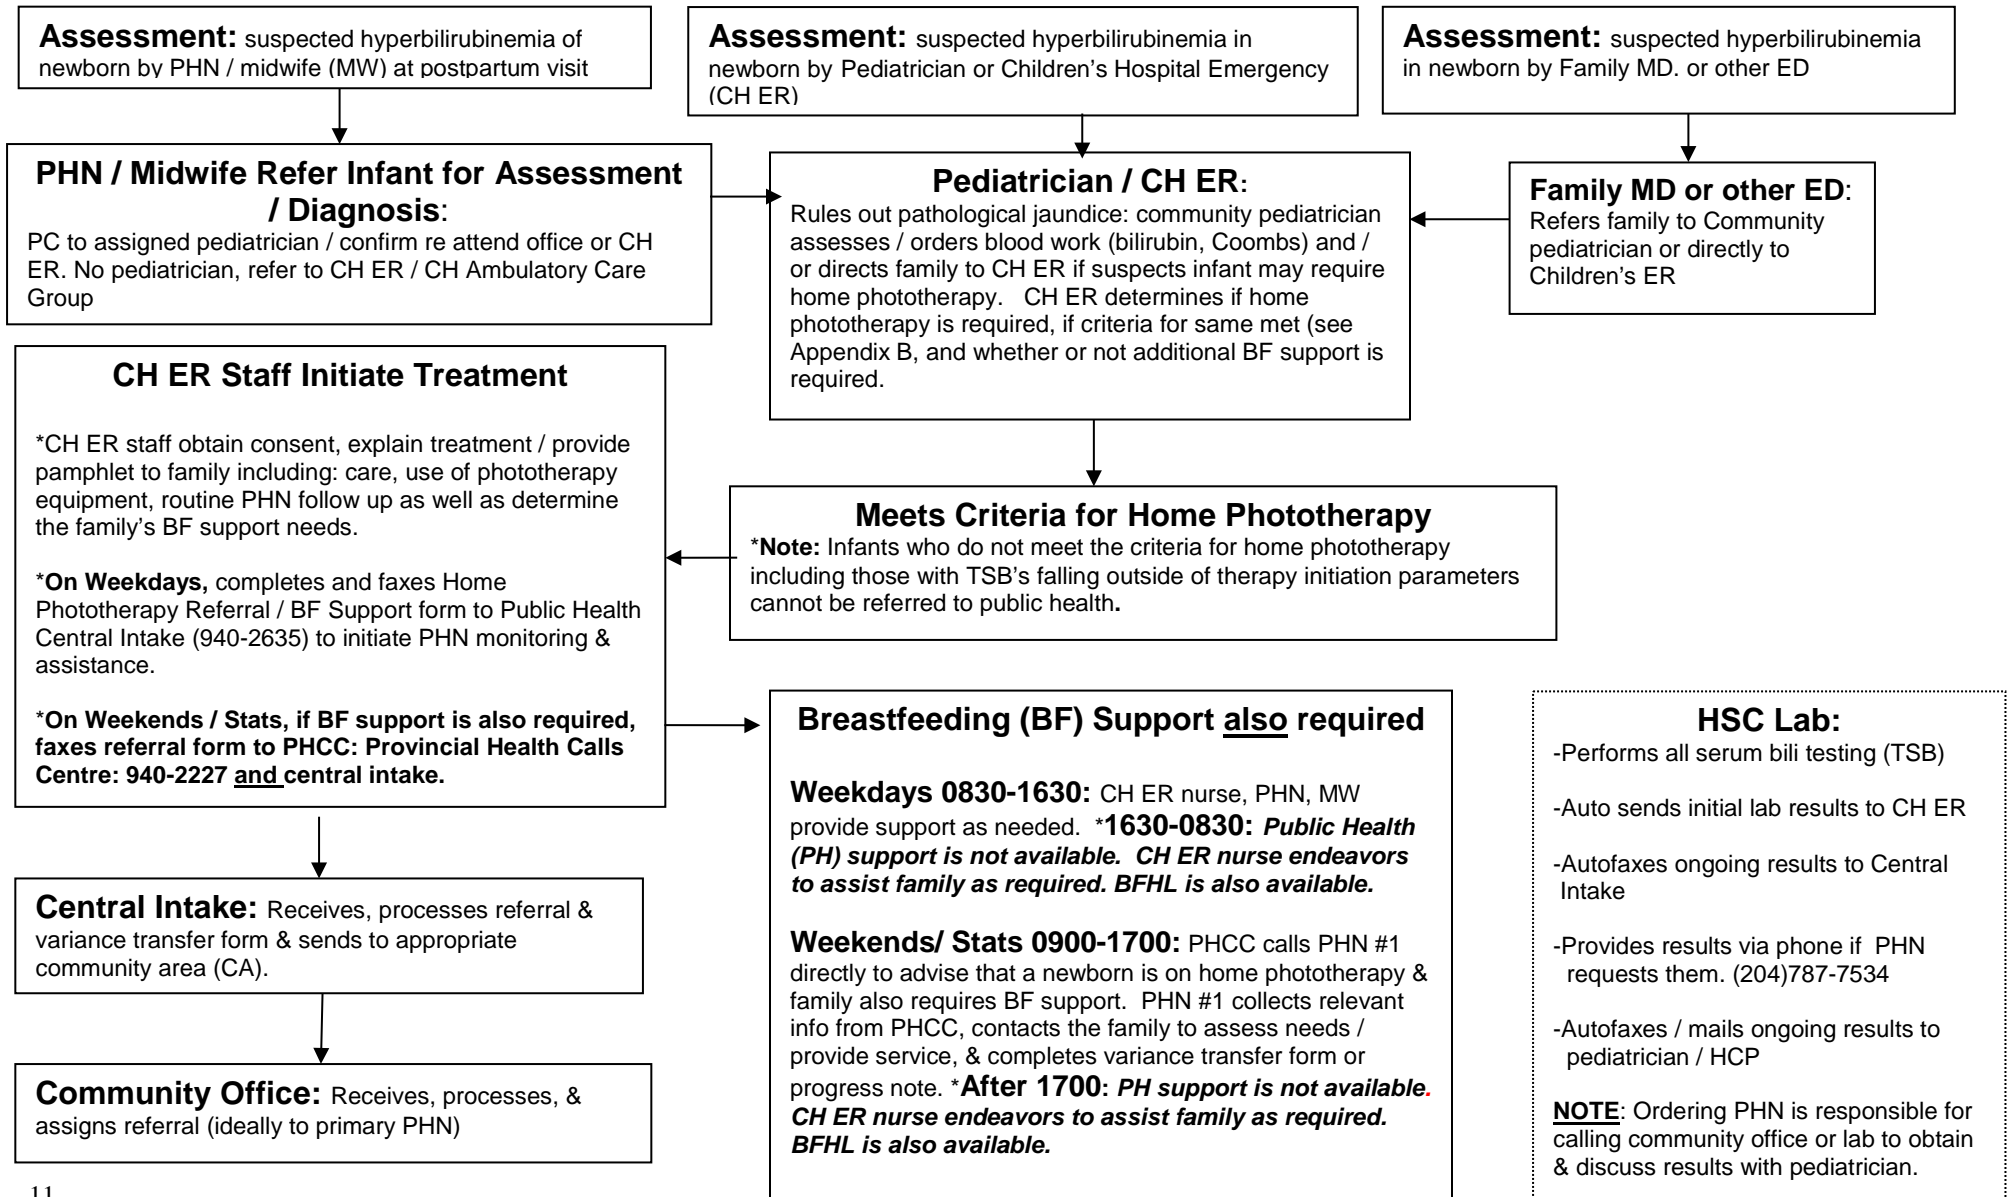 Assessment: suspected hyperbilirubinemia of
newborn by PHN / midwife (MW) at postpartum visit
Assessment: suspected hyperbilirubinemia in
newborn by Pediatrician or Children's Hospital Emergency
(CH ER)
Assessment: suspected hyperbilirubinemia
in newborn by Family MD. or other ED
PHN / Midwife Refer Infant for Assessment
/ Diagnosis:
PC to assigned pediatrician / confirm re attend office or CH
ER. No pediatrician, refer to CH ER / CH Ambulatory Care
Group
Pediatrician / CH ER:
Rules out pathological jaundice: community pediatrician
assesses / orders blood work (bilirubin, Coombs) and /
or directs family to CH ER if suspects infant may require
home phototherapy. CH ER determines if home
phototherapy is required, if criteria for same met (see
Appendix B, and whether or not additional BF support is
required.
Family MD or other ED:
Refers family to Community
pediatrician or directly to
Children's ER
CH ER Staff Initiate Treatment
*CH ER staff obtain consent, explain treatment / provide
pamphlet to family including: care, use of phototherapy
equipment, routine PHN follow up as well as determine
the family's BF support needs.
*On Weekdays, completes and faxes Home
Phototherapy Referral / BF Support form to Public Health
Central Intake (940-2635) to initiate PHN monitoring &
assistance.
*On Weekends / Stats, if BF support is also required,
faxes referral form to PHCC: Provincial Health Calls
Centre: 940-2227 and central intake.
Meets Criteria for Home Phototherapy
*Note: Infants who do not meet the criteria for home phototherapy
including those with TSB's falling outside of therapy initiation parameters
cannot be referred to public health.
Breastfeeding (BF) Support also required
Weekdays 0830-1630: CH ER nurse, PHN, MW
provide support as needed. *1630-0830: Public Health
(PH) support is not available. CH ER nurse endeavors
to assist family as required. BFHL is also available.
Weekends/ Stats 0900-1700: PHCC calls PHN #1
directly to advise that a newborn is on home phototherapy &
family also requires BF support. PHN #1 collects relevant
info from PHCC, contacts the family to assess needs /
provide service, & completes variance transfer form or
progress note. *After 1700: PH support is not available.
CH ER nurse endeavors to assist family as required.
BFHL is also available.
HSC Lab:
-Performs all serum bili testing (TSB)
-Auto sends initial lab results to CH ER
-Autofaxes ongoing results to Central
Intake
-Provides results via phone if PHN
requests them. (204)787-7534
-Autofaxes / mails ongoing results to
pediatrician / HCP
NOTE: Ordering PHN is responsible for
calling community office or lab to obtain
& discuss results with pediatrician.
Central Intake: Receives, processes referral &
variance transfer form & sends to appropriate
community area (CA).
Community Office: Receives, processes, &
assigns referral (ideally to primary PHN)
11